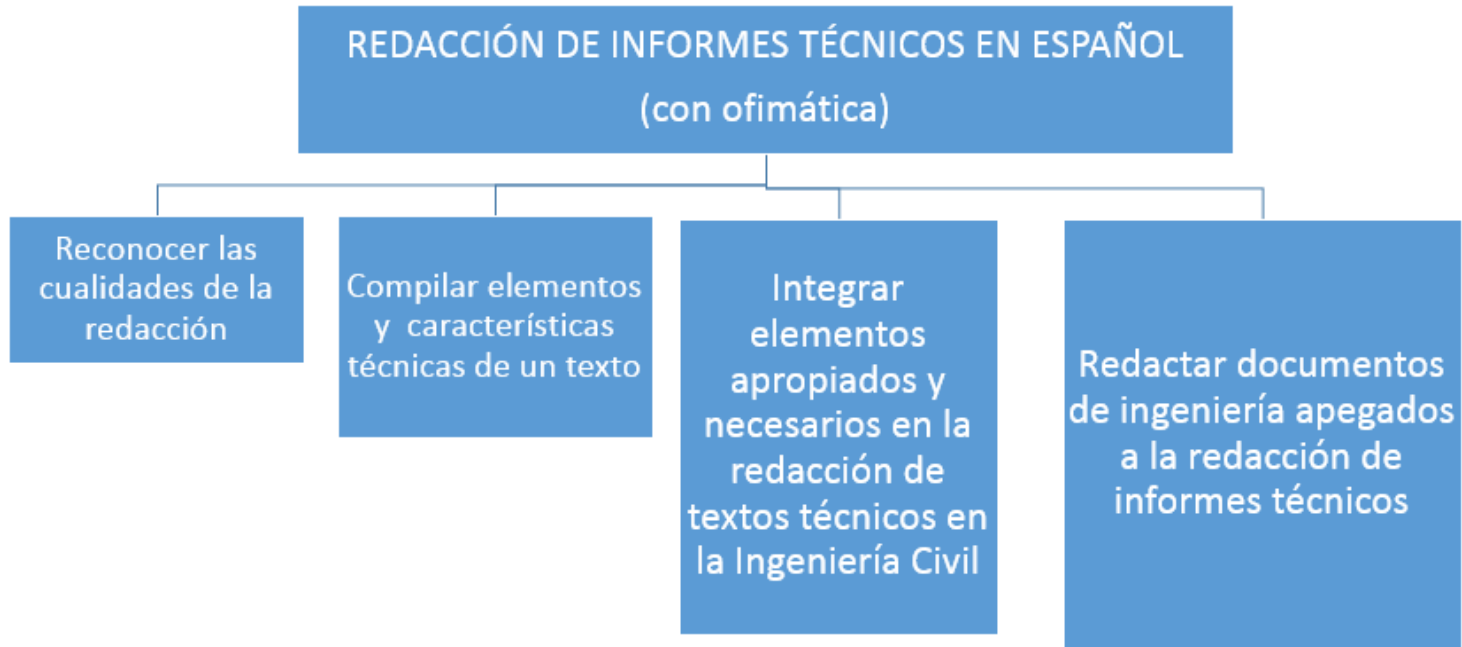 REDACCIÓN DE INFORMES TÉCNICOS EN ESPAÑOL
(con ofimática)
Reconocer las
cualidades de la
redacción
Compilar elementos
y características
técnicas de un texto
Integrar
elementos
apropiados y
necesarios en la
redacción de
textos técnicos en
la Ingeniería Civil
Redactar documentos
de ingeniería apegados
a la redacción de
informes técnicos